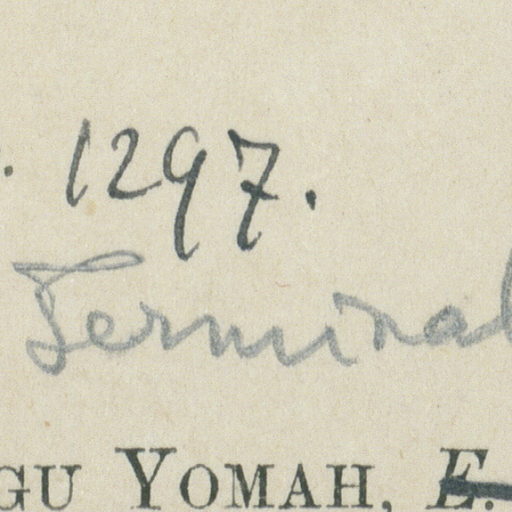 . 1297.
Terminal
GU YOMAH, E.